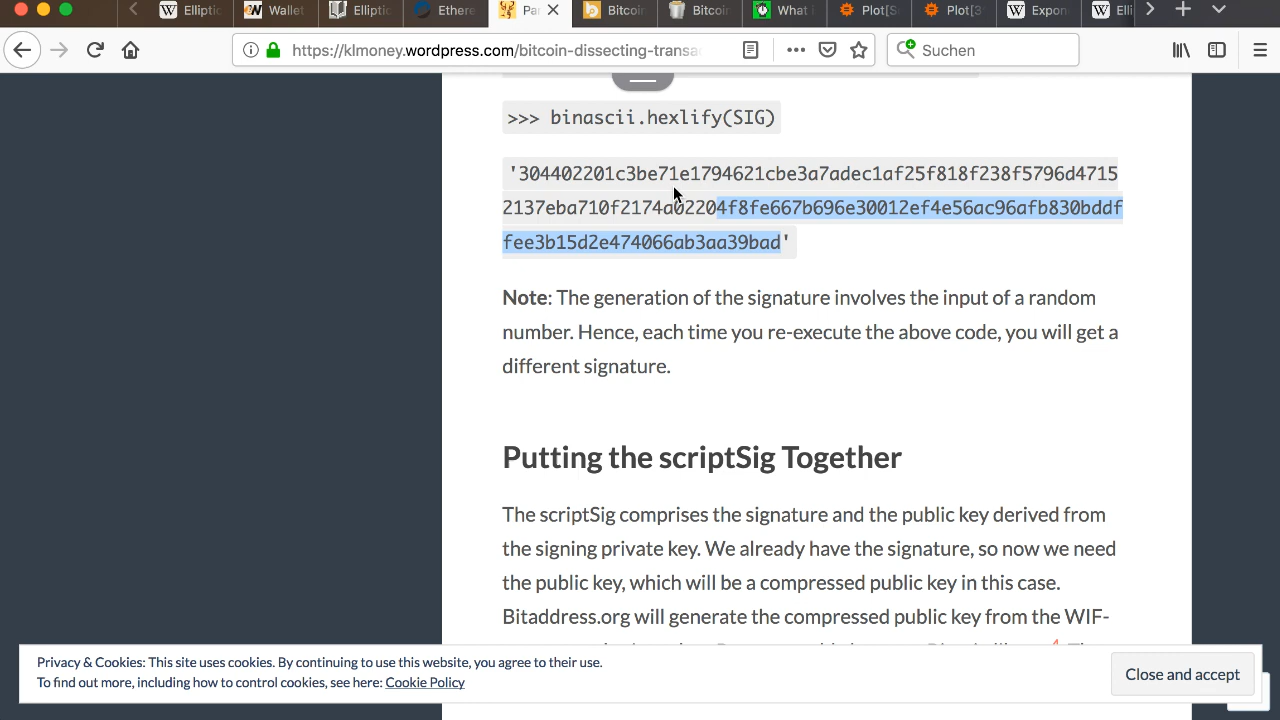 Elliptic
Wallet
Elliptic
Ethere
Par
Bitcoin
Bitcoin
What i
Plot[S
Plot[3
Expon
Elli
https://klmoney.wordpress.com/bitcoin-dissecting-transa
Suchen
>>> binascii.hexlify(SIG)
'304402201c3be71e1794621cbe3a7adec1af25f818f238f5796d4715
2137eba710f2174a02204f8fe667b696e30012ef4e56ac96afb830bddf
fee3b15d2e474066ab3aa39bad'
Note: The generation of the signature involves the input of a random
number. Hence, each time you re-execute the above code, you will get a
different signature.
Putting the scriptSig Together
The scriptSig comprises the signature and the public key derived from
the signing private key. We already have the signature, so now we need
the public key, which will be a compressed public key in this case.
Bitaddress.org will generate the compressed public key from the WIF-
Privacy & Cookies: This site uses cookies. By continuing to use this website, you agree to their use.
To find out more, including how to control cookies, see here: Cookie Policy
Close and accept